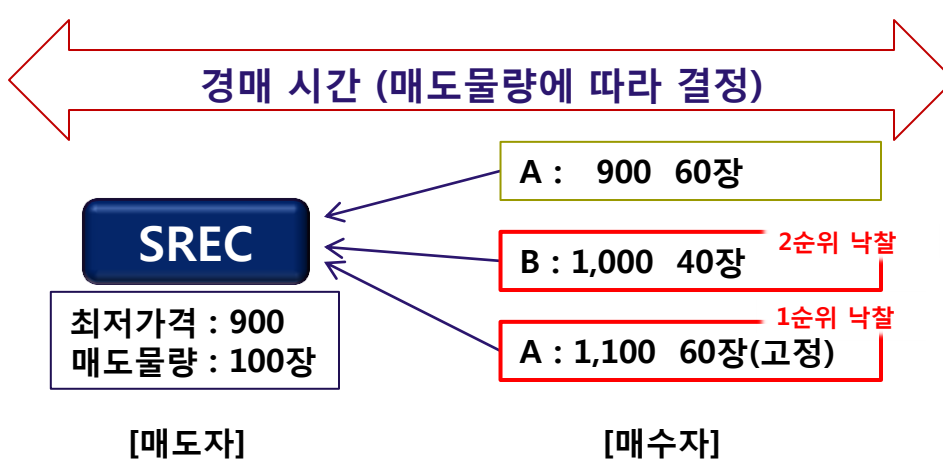 경매 시간 (매도물량에 따라 결정)
A : 900 60장
SREC
2순위 낙찰
B : 1,000 40장
최저가격 : 900
매도물량 : 100장
1순위 낙찰
A : 1,100 60장(고정)
[매도자]
[매수자]